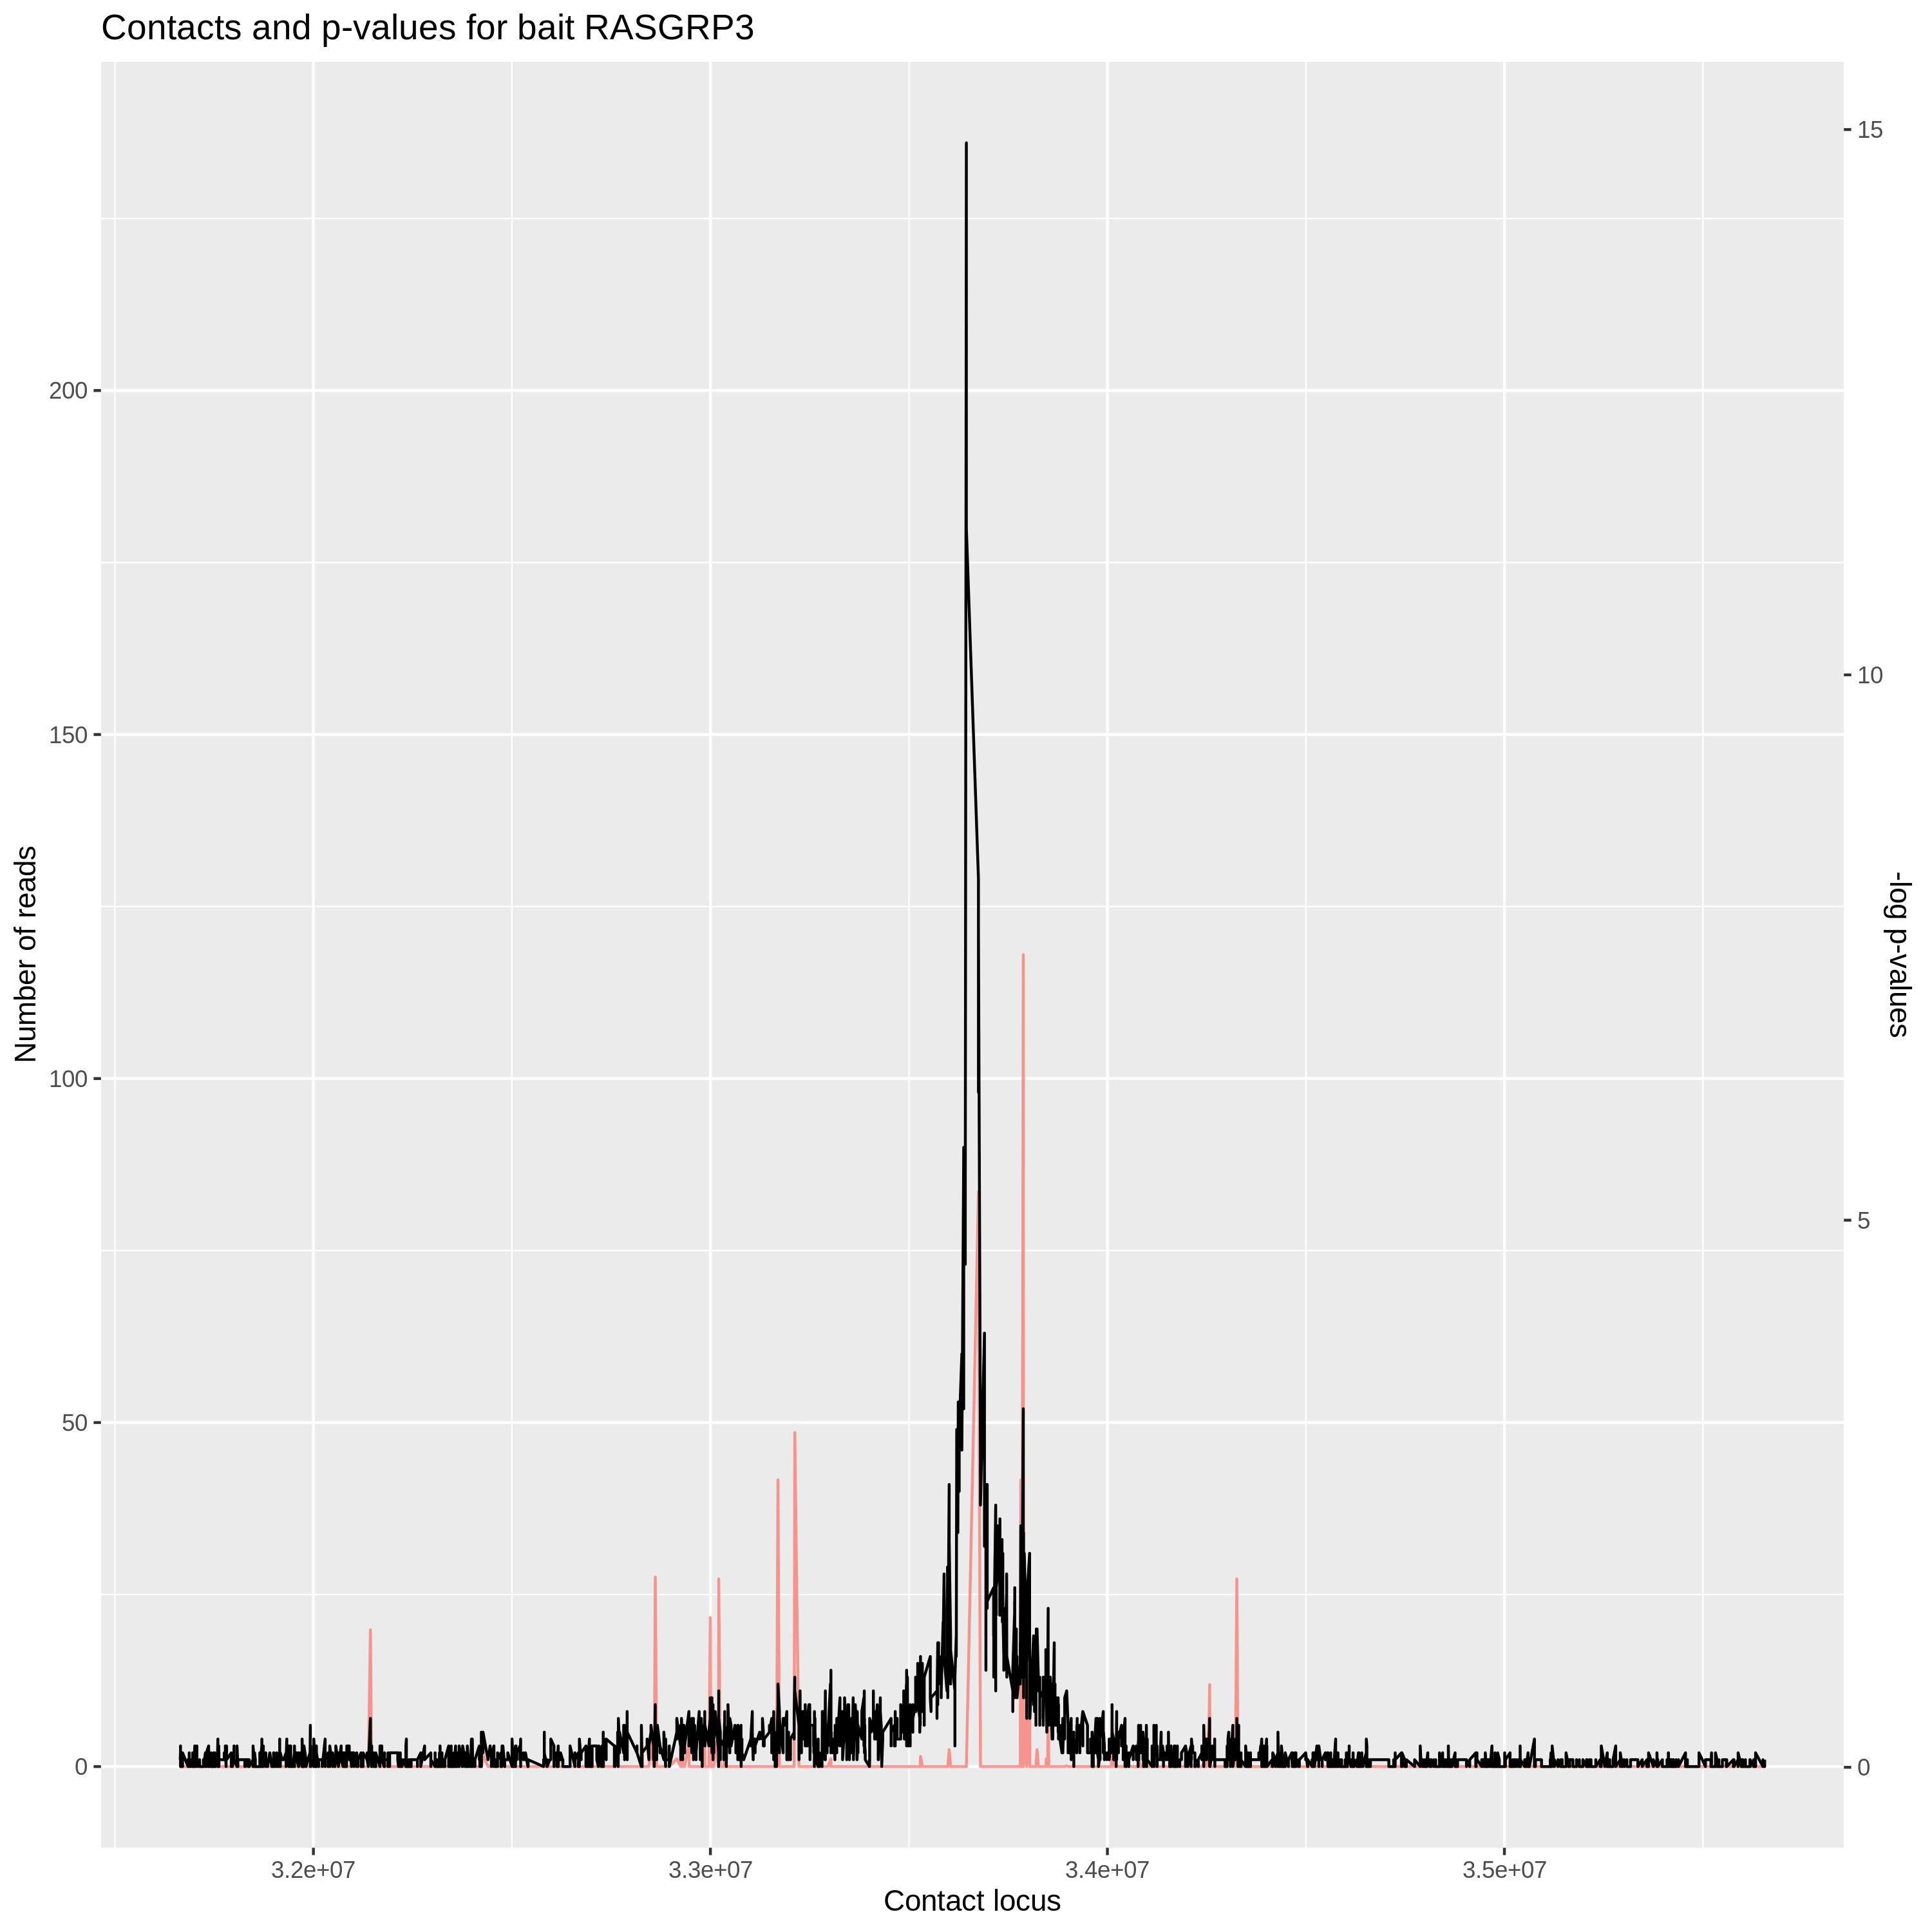 Contacts and p-values for bait RASGRP3
Number of reads
200
150
100
50
0
15
10
5
0
-log p-values
3.2e+07
3.3e+07
3.4e+07
3.5e+07
Contact locus